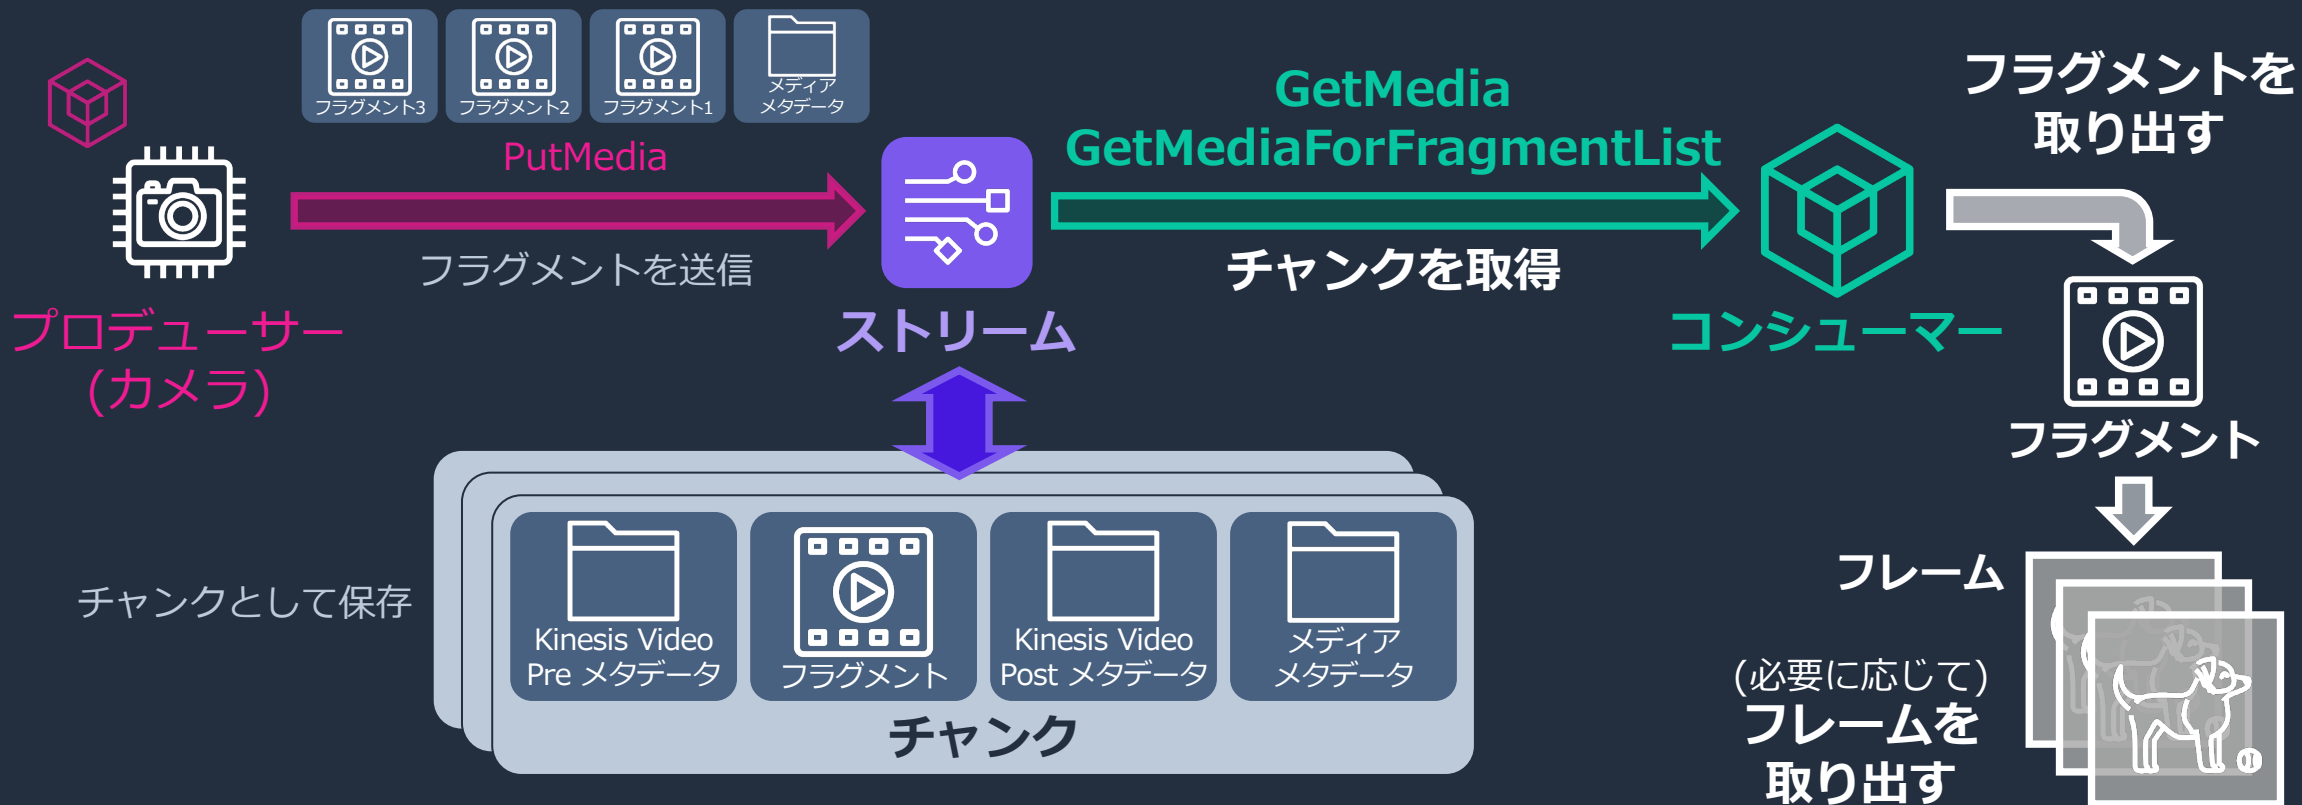 フラグメント3
フラグメント2
フラグメント1
メディア
メタデータ
PutMedia
フラグメントを送信
プロデューサー
(カメラ)
ストリーム
GetMedia
GetMediaForFragmentList
チャンクを取得
コンシューマー
フラグメントを
取り出す
フラグメント
フレーム
(必要に応じて)
フレームを
取り出す
チャンクとして保存
Kinesis Video
Pre メタデータ
フラグメント
Kinesis Video
Post メタデータ
メディア
メタデータ
チャンク